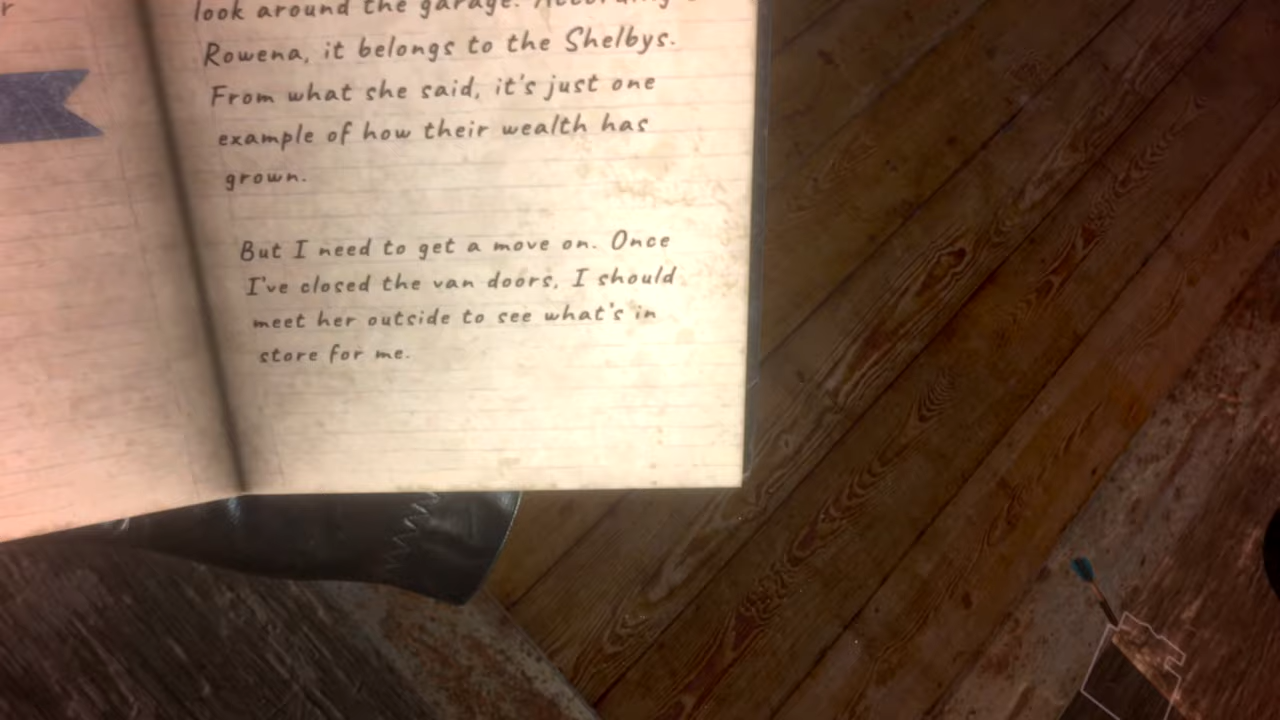 look around the garage. According
Rowena, it belongs to the Shelbys.
From what she said, it's just one
example of how their wealth has
grown.
But I need to get a move on. Once
I've closed the van doors, I should
meet her outside to see what's in
store for me.